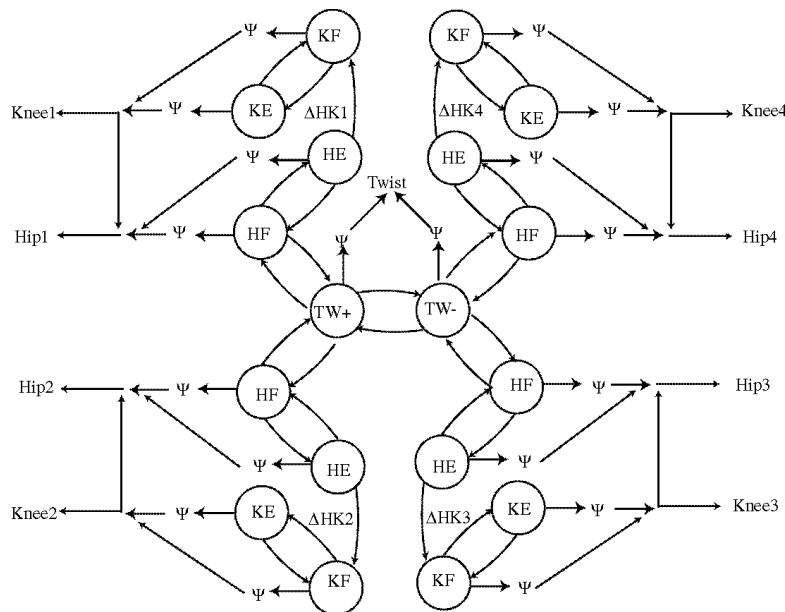 Ψ KF KF Ψ
Knee1 Ψ KE ΔHK1 ΔHK4 KE Ψ Knee4
Ψ HE HE Ψ
Twist
Hip1 Ψ HF Ψ Ψ HF Ψ Hip4
TW+ TW-
Hip2 Ψ HF HF Ψ Hip3
Ψ HE HE Ψ
Knee2 Ψ KE ΔHK2 ΔHK3 KE Ψ Knee3
Ψ KF KF Ψ